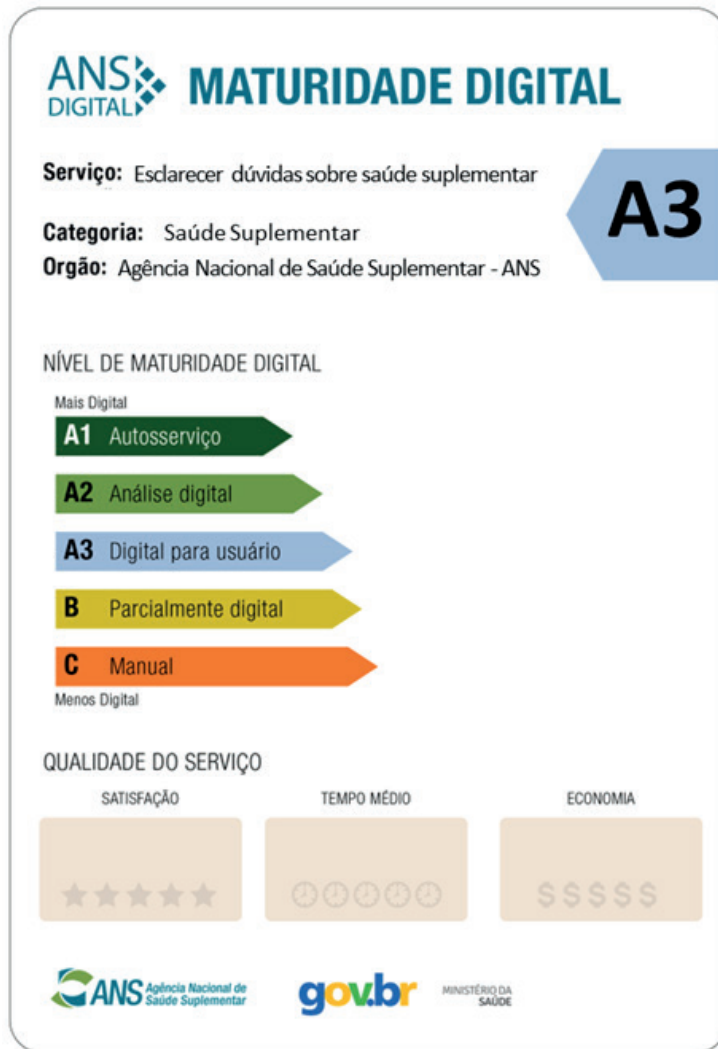 ANS
DIGITAL
MATURIDADE DIGITAL
Serviço: Esclarecer dúvidas sobre saúde suplementar
A3
Categoria: Saúde Suplementar
Orgão: Agência Nacional de Saúde Suplementar - ANS
NÍVEL DE MATURIDADE DIGITAL
Mais Digital
A1 Autosserviço
A2 Análise digital
A3 Digital para usuário
B Parcialmente digital
C Manual
Menos Digital
QUALIDADE DO SERVIÇO
SATISFAÇÃO TEMPO MÉDIO ECONOMIA
$$$$$
ANS Agência Nacional de
Saúde Suplementar
gov.br
MINISTÉRIO DA
SAÚDE